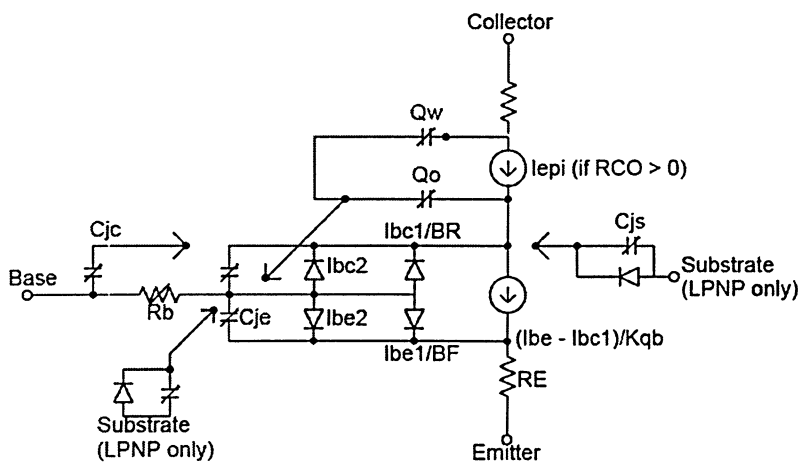 Collector
Qw
Iepi (if RCO > 0)
Qo
Cjc
Ibc1/BR
Cjs
Base
Ibc2
Substrate
(LPNP only)
Rb
Cje
Ibe2
Ibe1/BF
(Ibe - Ibc1)/Kqb
RE
Substrate
(LPNP only)
Emitter